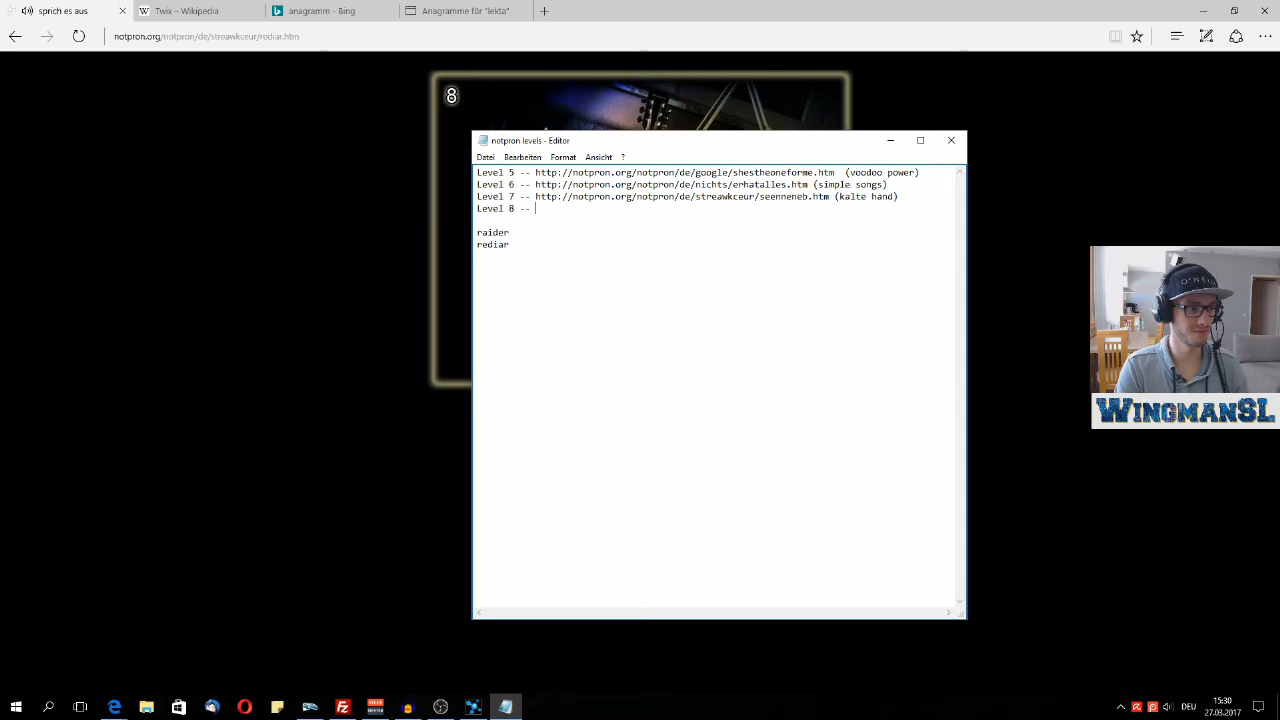 sprich es aus
Twix – Wikipedia
anagramm - Bing
Anagramme für "lekta"
notpron.org/notpron/de/streawkceur/rediar.htm
8
notpron levels - Editor
Datei Bearbeiten Format Ansicht ?
Level 5 -- http://notpron.org/notpron/de/google/shestheoneforme.htm (voodoo power)
Level 6 -- http://notpron.org/notpron/de/nichts/erhatalles.htm (simple songs)
Level 7 -- http://notpron.org/notpron/de/streawkceur/seenneneb.htm (kalte hand)
Level 8 --
raider
rediar
O'NEILL
WINGMANSL
DEU
15:30
27.03.2017